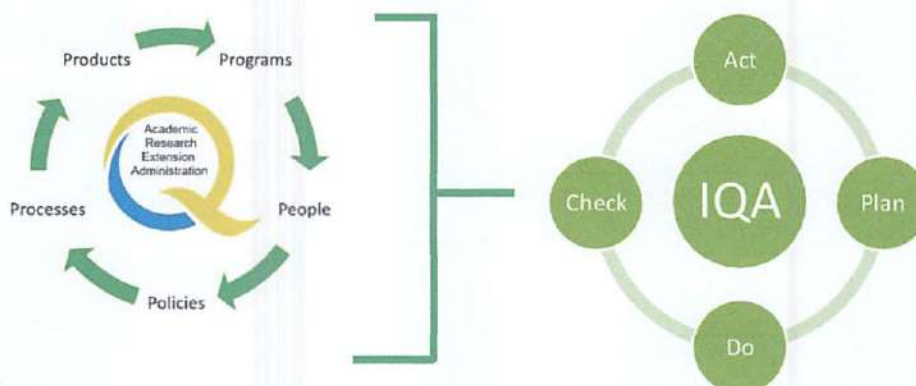 Products
Programs
Academic
Research
Extension
Administration
Processes
People
Policies
Act
Check
IQA
Plan
Do